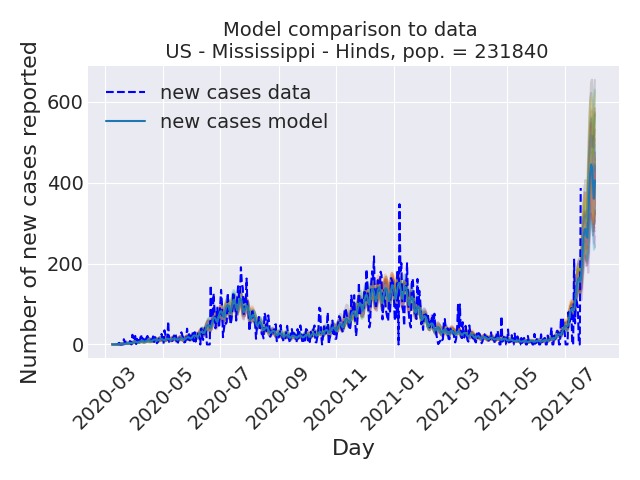 Model comparison to data
US - Mississippi - Hinds, pop. = 231840
Number of new cases reported
600
400
200
0
new cases data
new cases model
2020-03
2020-05
2020-07
2020-09
2020-11
2021-01
2021-03
2021-05
2021-07
Day